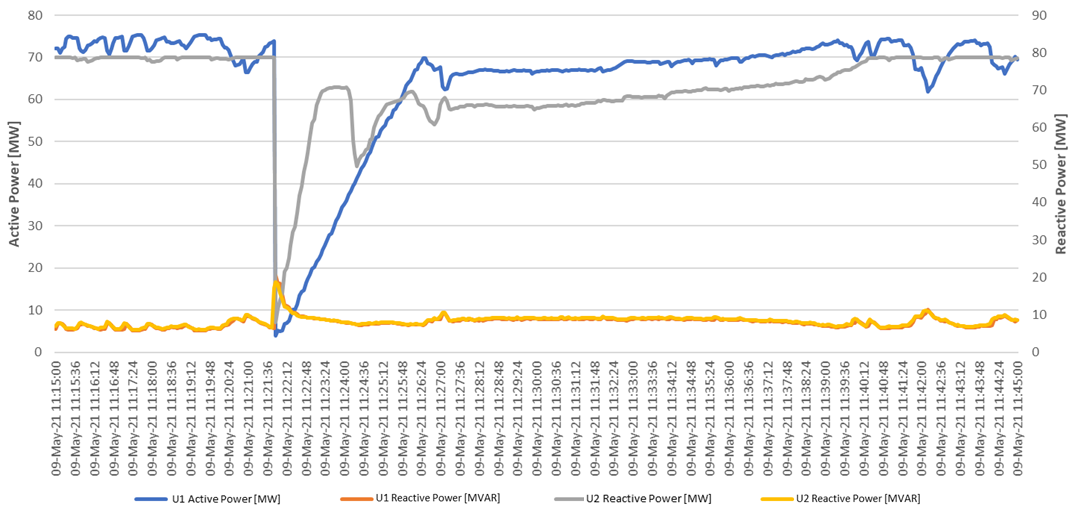 80
70
60
50
40
30
20
10
0
Active Power [MW]
90
80
70
60
50
40
30
20
10
0
Reactive Power [MW]
09-May-21 11:15:00
09-May-21 11:15:36
09-May-21 11:16:12
09-May-21 11:16:48
09-May-21 11:17:24
09-May-21 11:18:00
09-May-21 11:18:36
09-May-21 11:19:12
09-May-21 11:19:48
09-May-21 11:20:24
09-May-21 11:21:00
09-May-21 11:21:36
09-May-21 11:22:12
09-May-21 11:22:48
09-May-21 11:23:24
09-May-21 11:24:00
09-May-21 11:24:36
09-May-21 11:25:12
09-May-21 11:25:48
09-May-21 11:26:24
09-May-21 11:27:00
09-May-21 11:27:36
09-May-21 11:28:12
09-May-21 11:28:48
09-May-21 11:29:24
09-May-21 11:30:00
09-May-21 11:30:36
09-May-21 11:31:12
09-May-21 11:31:48
09-May-21 11:32:24
09-May-21 11:33:00
09-May-21 11:33:36
09-May-21 11:34:12
09-May-21 11:34:48
09-May-21 11:35:24
09-May-21 11:36:00
09-May-21 11:36:36
09-May-21 11:37:12
09-May-21 11:37:48
09-May-21 11:38:24
09-May-21 11:39:00
09-May-21 11:39:36
09-May-21 11:40:12
09-May-21 11:40:48
09-May-21 11:41:24
09-May-21 11:42:00
09-May-21 11:42:36
09-May-21 11:43:12
09-May-21 11:43:48
09-May-21 11:44:24
09-May-21 11:45:00
U1 Active Power [MW]
U1 Reactive Power [MVAR]
U2 Reactive Power [MW]
U2 Reactive Power [MVAR]